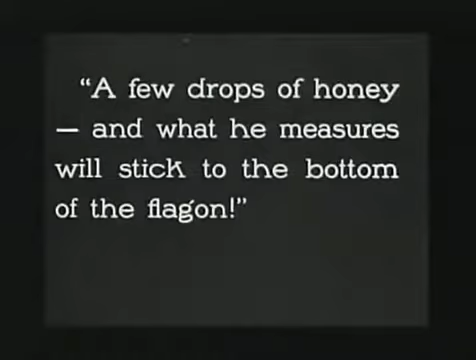 “A few drops of honey
— and what he measures
will stick to the bottom
of the flagon!”